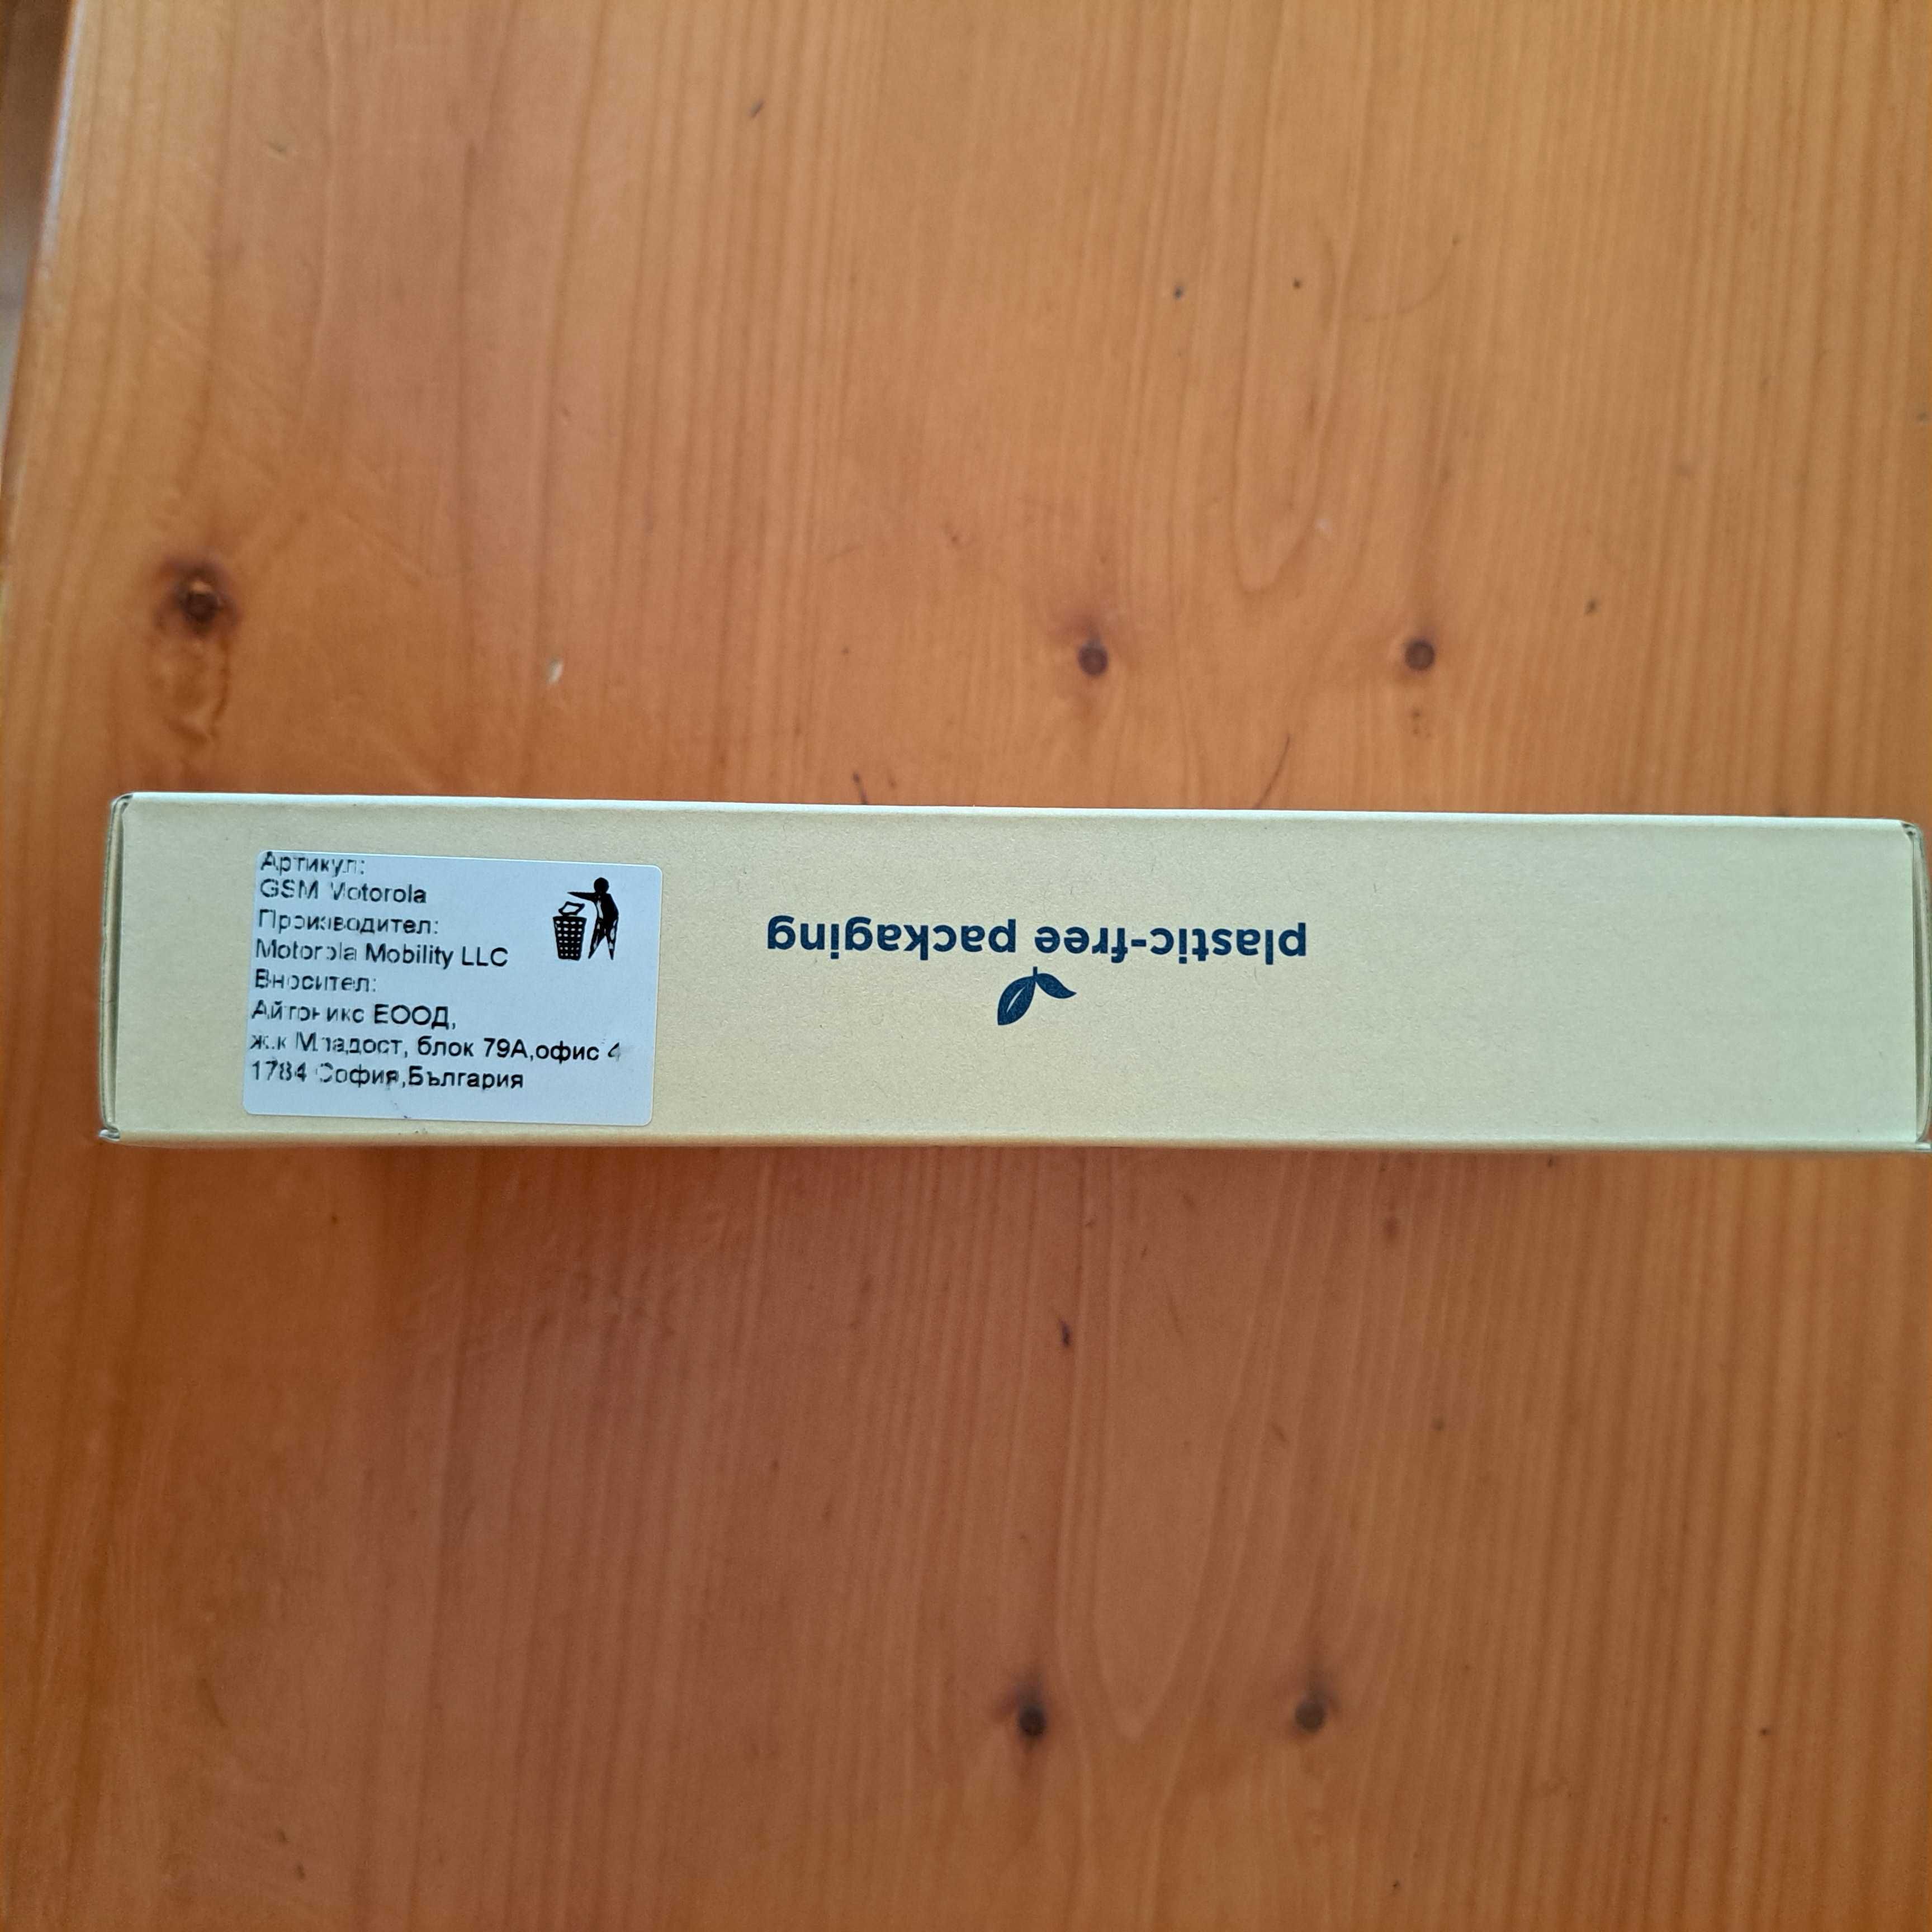 Артикул:
GSM Motorola
Производител:
Motorola Mobility LLC
Вносител:
Айтоникс ЕООД,
ж.к Младост, блок 79А,офис 4
1784 София,България
plastic-free packaging